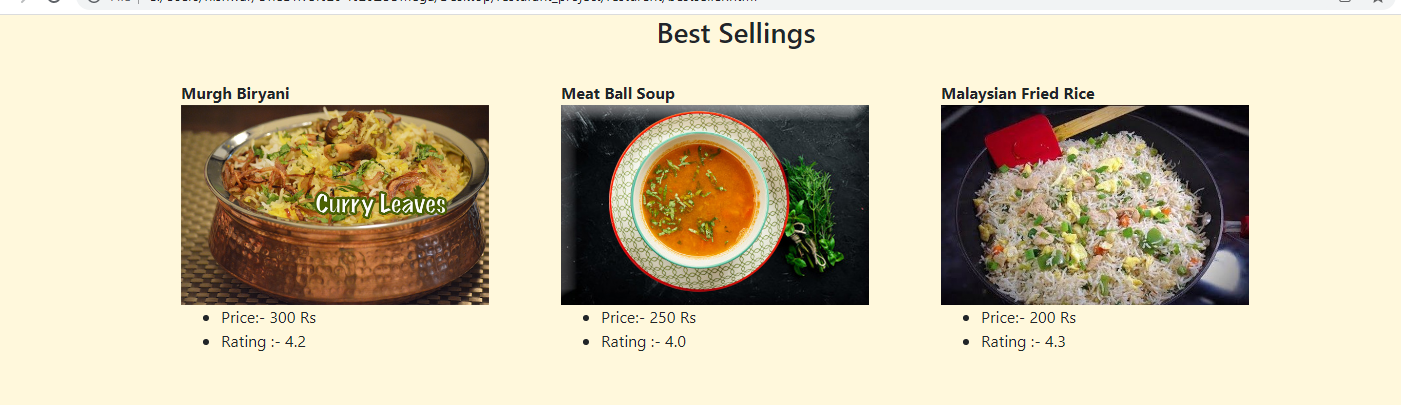 Best Sellings
Murgh Biryani
Curry Leaves
Price:- 300 Rs
Rating :- 4.2
Meat Ball Soup
Price:- 250 Rs
Rating :- 4.0
Malaysian Fried Rice
Price:- 200 Rs
Rating :- 4.3